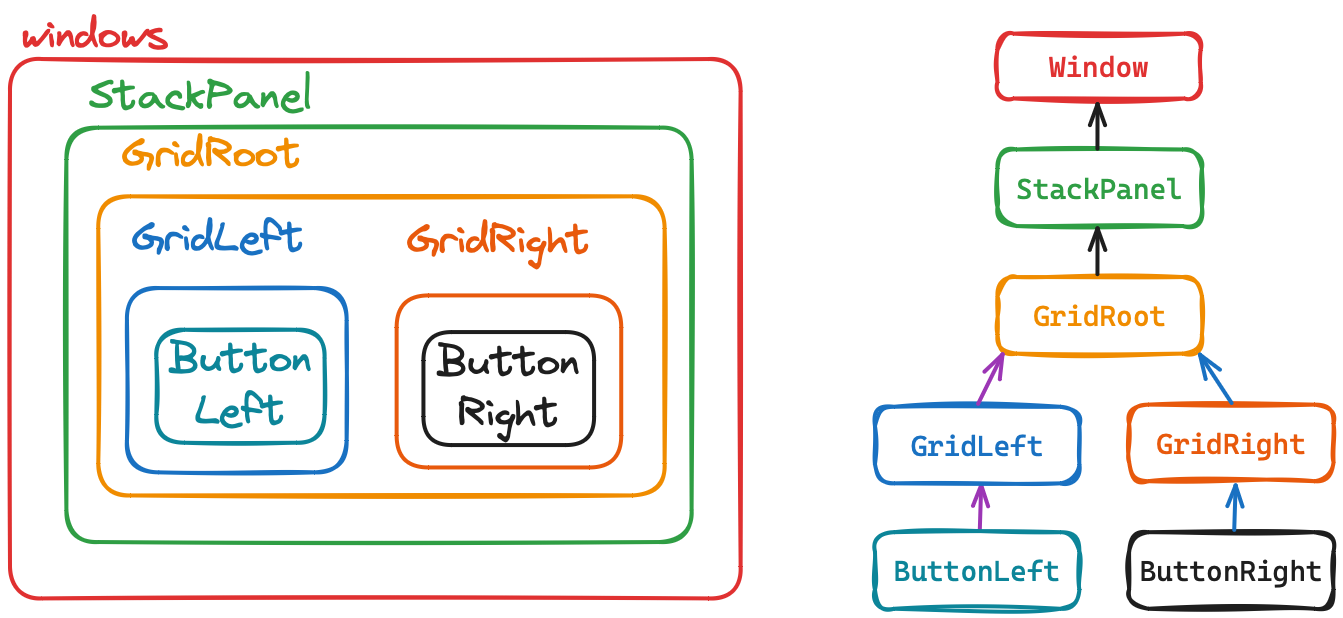 windows
StackPanel
GridRoot
GridLeft
GridRight
Button
Left
Button
Right
Window
StackPanel
GridRoot
GridLeft
GridRight
ButtonLeft
ButtonRight